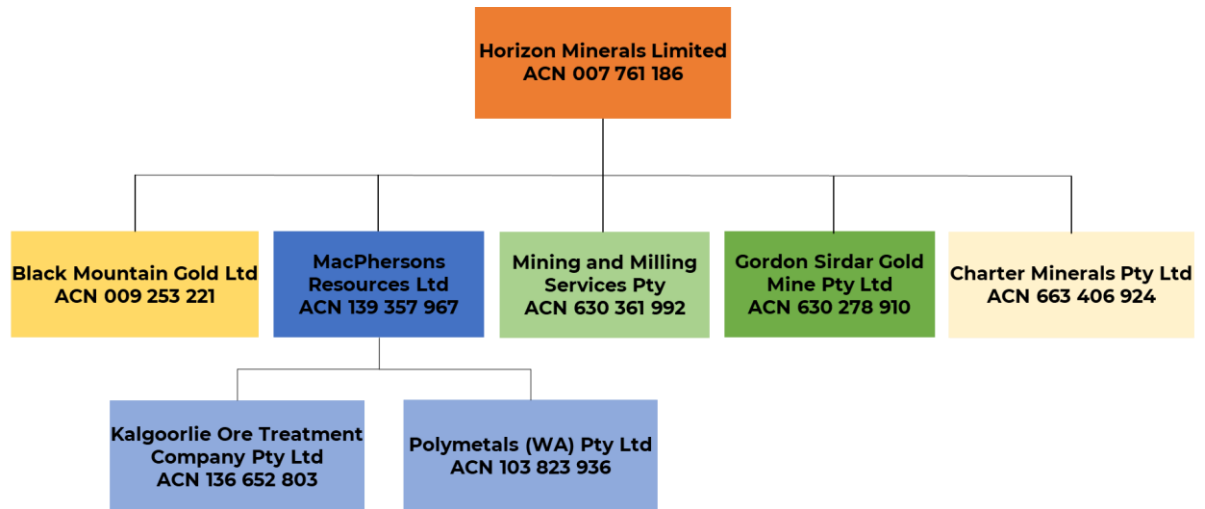 Horizon Minerals Limited
ACN 007 761 186
Black Mountain Gold Ltd
ACN 009 253 221
MacPhersons
Resources Ltd
ACN 139 357 967
Mining and Milling
Services Pty
ACN 630 361 992
Gordon Sirdar Gold
Mine Pty Ltd
ACN 630 278 910
Charter Minerals Pty Ltd
ACN 663 406 924
Kalgoorlie Ore Treatment
Company Pty Ltd
ACN 136 652 803
Polymetals (WA) Pty Ltd
ACN 103 823 936